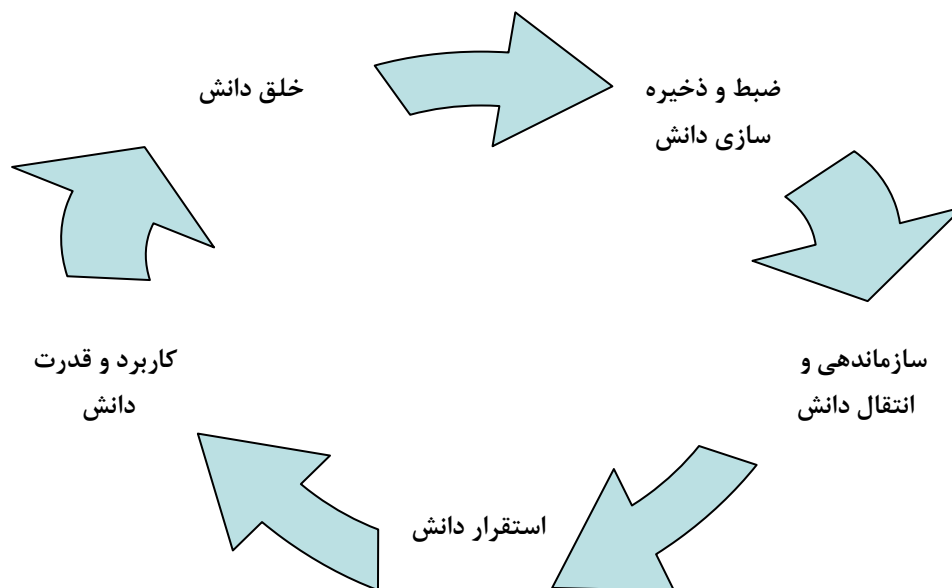 خلق دانش
ضبط و ذخیره
سازی دانش
سازماندهی و
انتقال دانش
استقرار دانش
کاربرد و قدرت
دانش